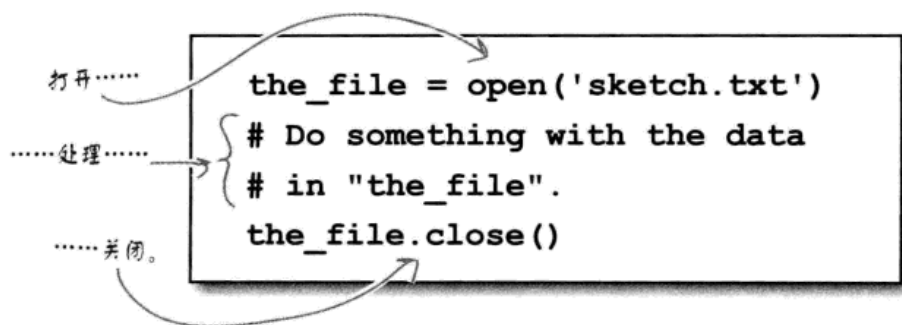 打开……
the_file = open('sketch.txt')
……处理……
# Do something with the data
# in "the_file".
the_file.close()
……关闭。